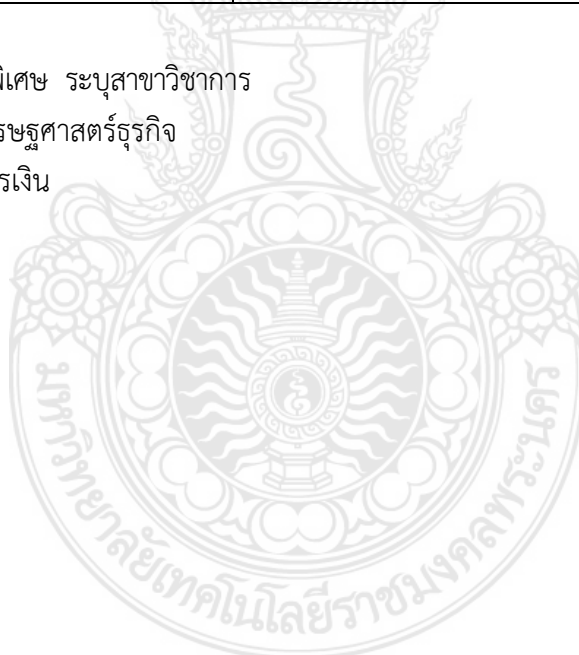 พิเศษ ระบุสาขาวิชาการ
รษฐศาสตร์ธุรกิจ
รเงิน
มหาวิทยาลัยเทคโนโลยีราชมงคลพระนคร